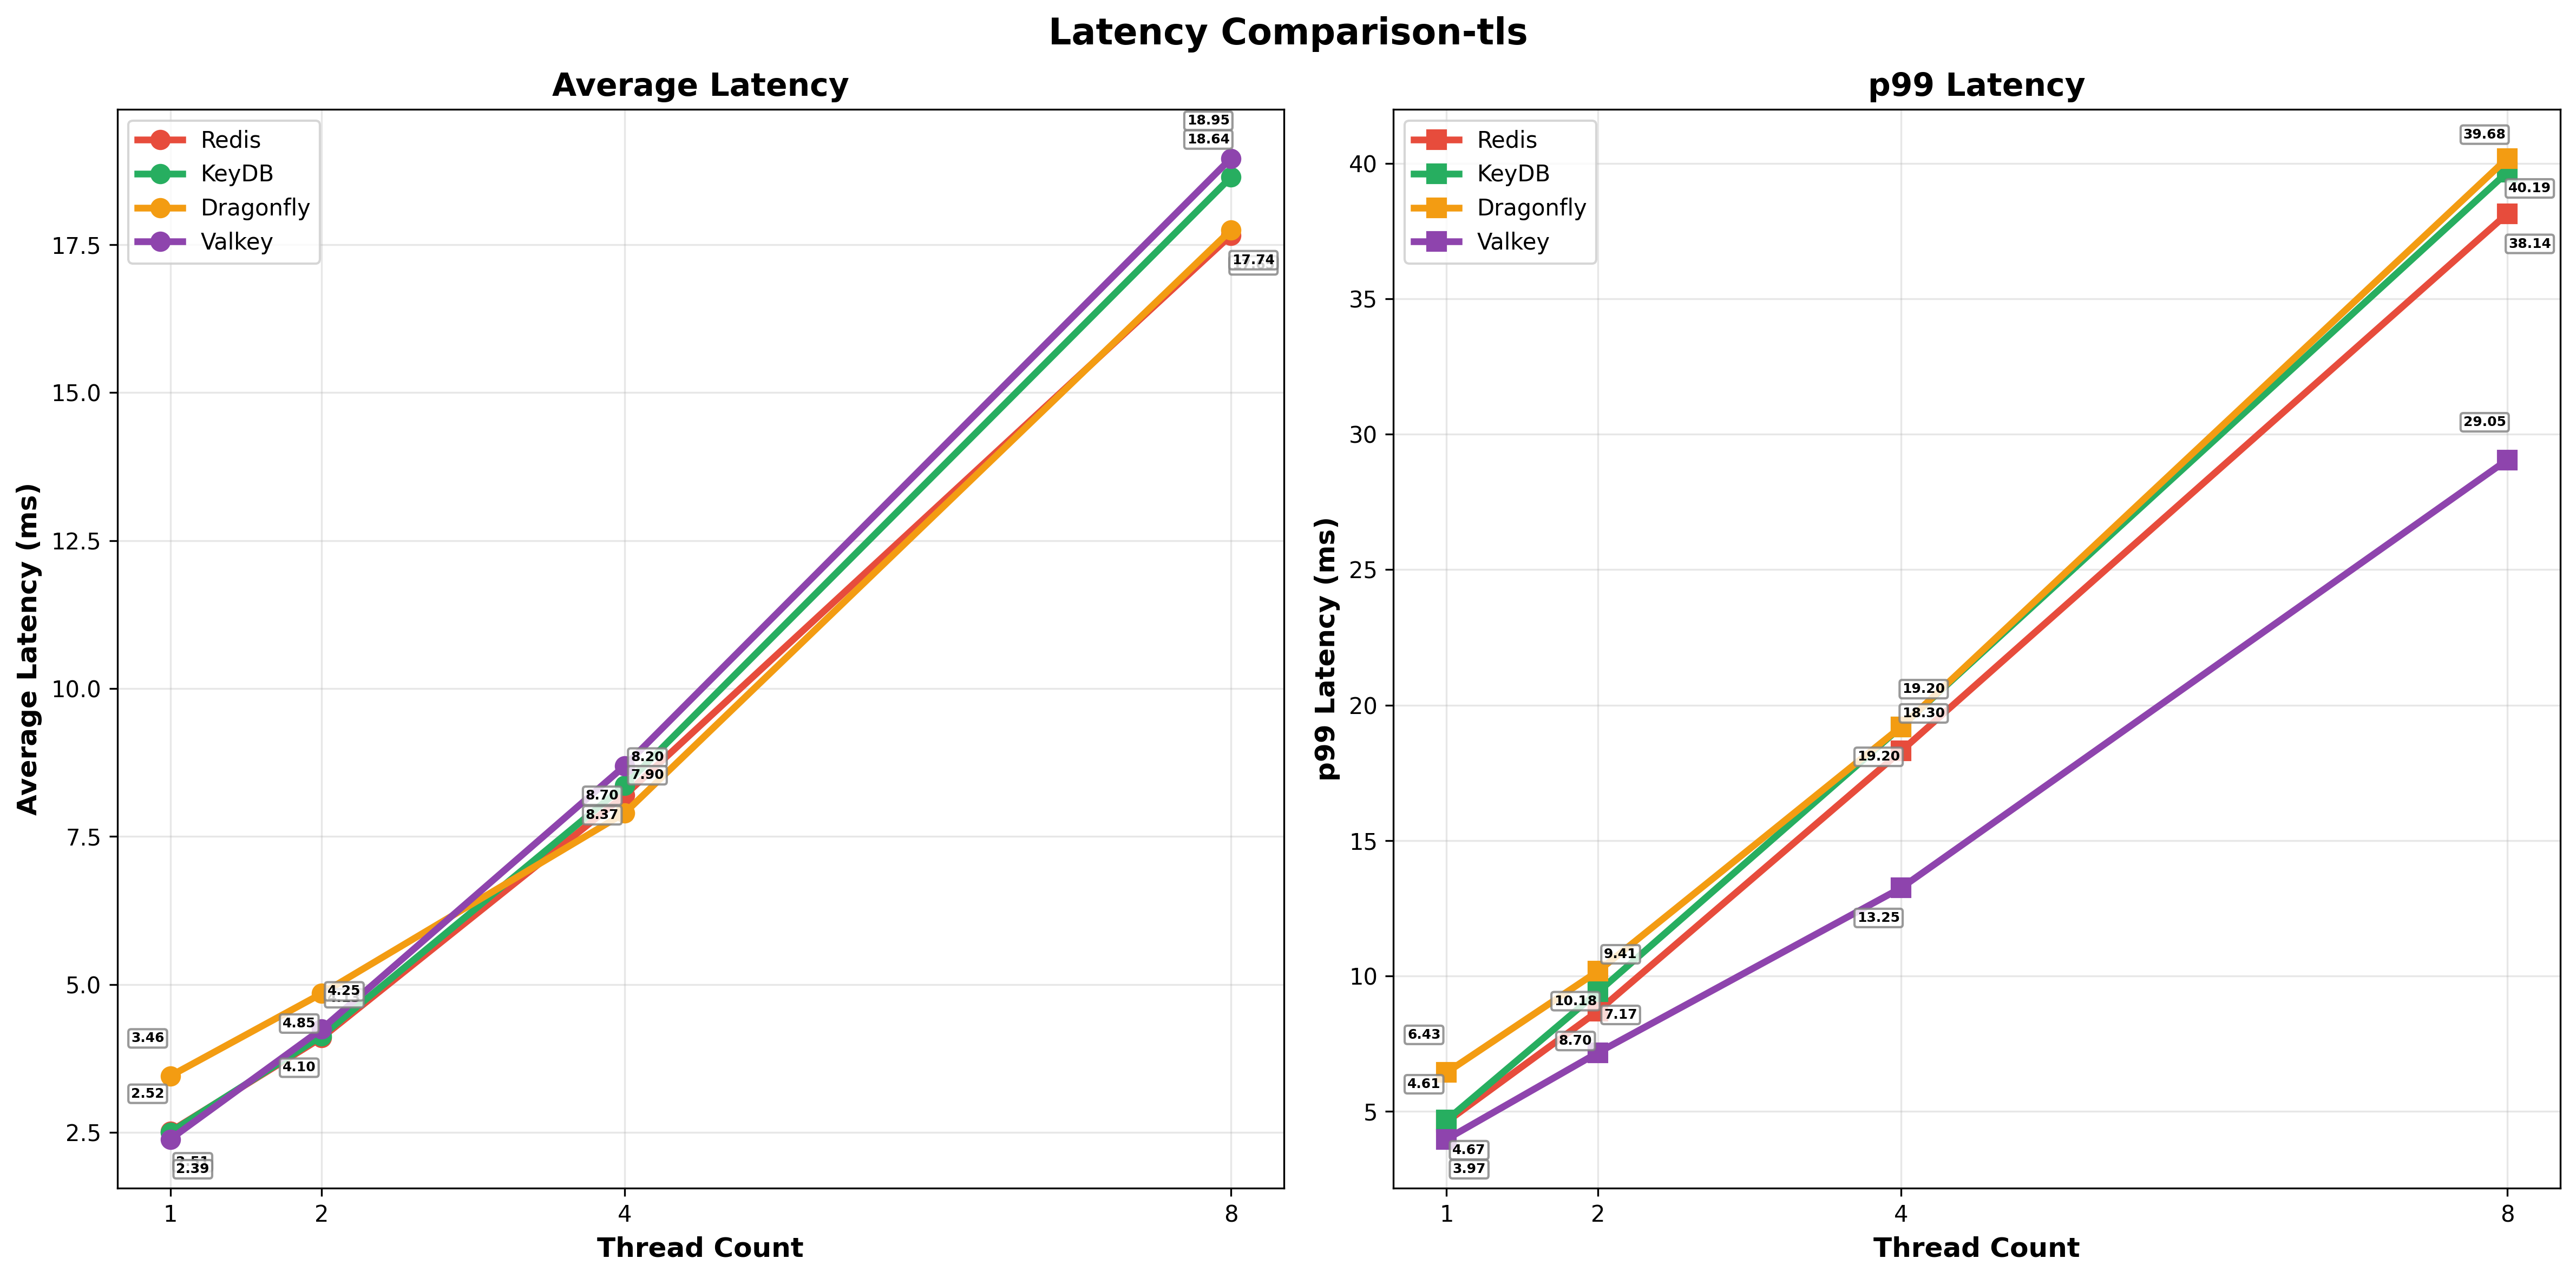 Latency Comparison-tls
Average Latency
Redis
KeyDB
Dragonfly
Valkey
18.95
18.64
17.74
8.20
7.90
8.70
8.37
4.25
4.85
4.10
3.46
2.52
2.39
17.5
15.0
12.5
10.0
7.5
5.0
2.5
Average Latency (ms)
1 2 4 8
Thread Count
p99 Latency
Redis
KeyDB
Dragonfly
Valkey
39.68
40.19
38.14
29.05
19.20
18.30
19.20
13.25
9.41
10.18
7.17
8.70
6.43
4.61
4.67
3.97
40
35
30
25
20
15
10
5
p99 Latency (ms)
1 2 4 8
Thread Count